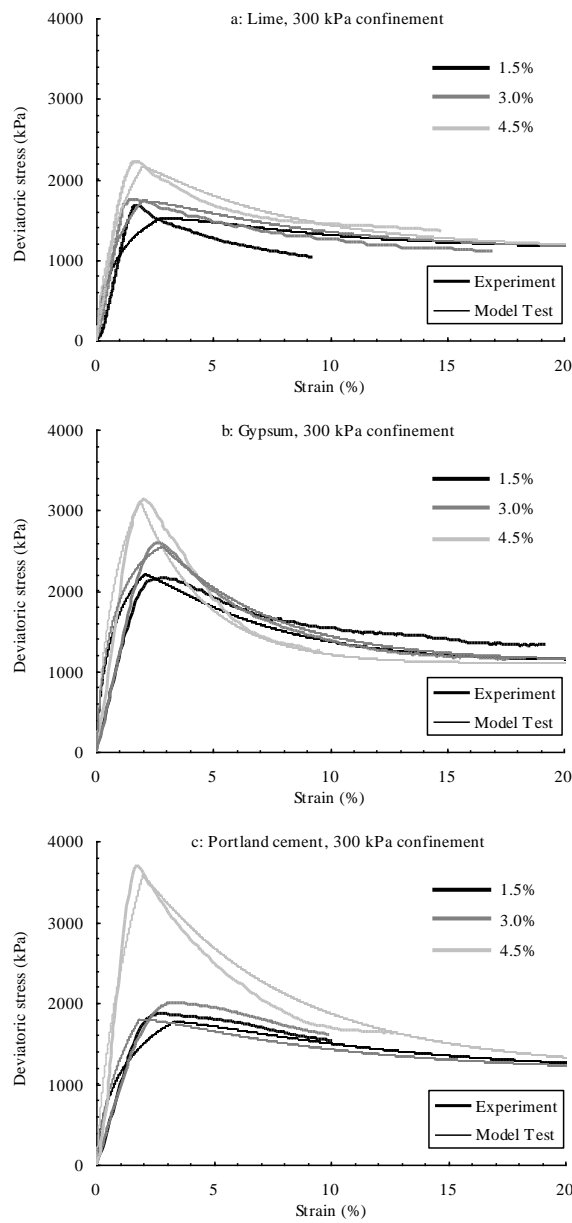 a: Lime, 300 kPa confinement
4000
3000
2000
1000
0
Deviatoric stress (kPa)
1.5%
3.0%
4.5%
Experiment
Model Test
0 5 10 15 20
Strain (%)
b: Gypsum, 300 kPa confinement
4000
3000
2000
1000
0
Deviatoric stress (kPa)
1.5%
3.0%
4.5%
Experiment
Model Test
0 5 10 15 20
Strain (%)
c: Portland cement, 300 kPa confinement
4000
3000
2000
1000
0
Deviatoric stress (kPa)
1.5%
3.0%
4.5%
Experiment
Model Test
0 5 10 15 20
Strain (%)